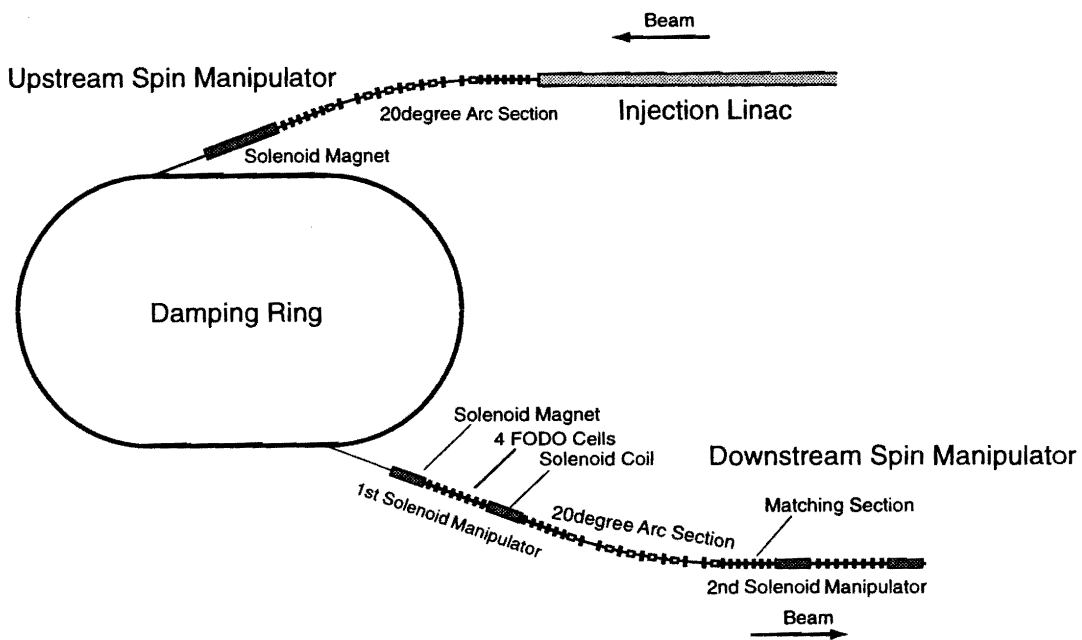 Beam
Upstream Spin Manipulator
20degree Arc Section
Injection Linac
Solenoid Magnet
Damping Ring
Solenoid Magnet
4 FODO Cells
Solenoid Coil
Downstream Spin Manipulator
1st Solenoid Manipulator
20degree Arc Section
Matching Section
2nd Solenoid Manipulator
Beam